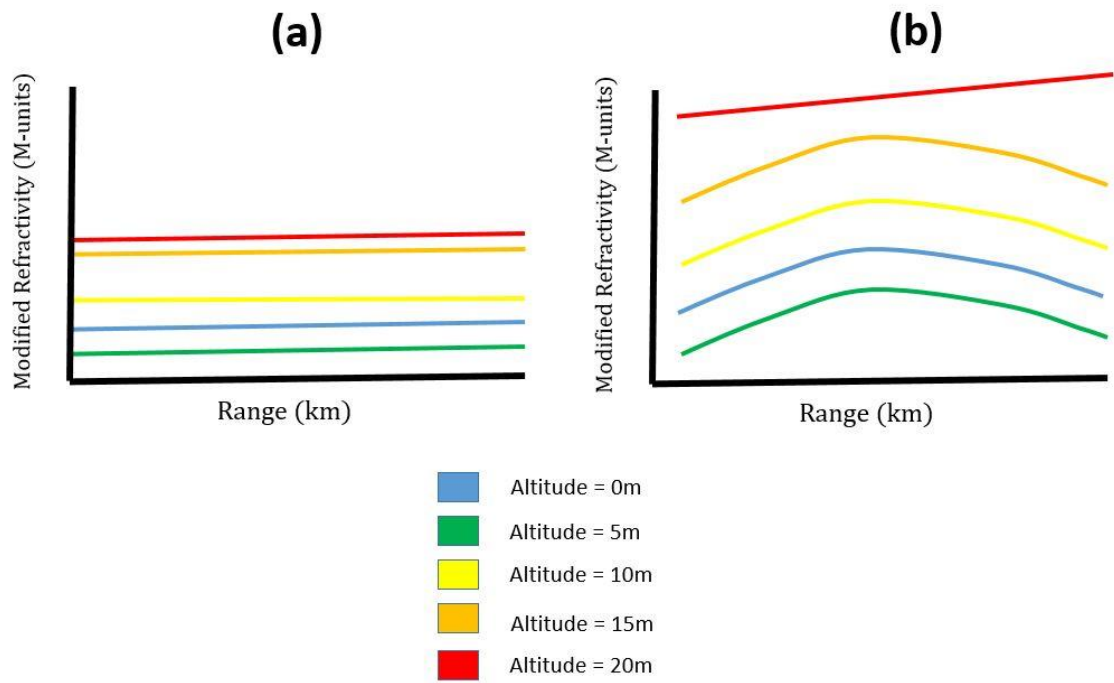 (a)
Modified Refractivity (M-units)
Range (km)
(b)
Modified Refractivity (M-units)
Range (km)
Altitude = 0m
Altitude = 5m
Altitude = 10m
Altitude = 15m
Altitude = 20m